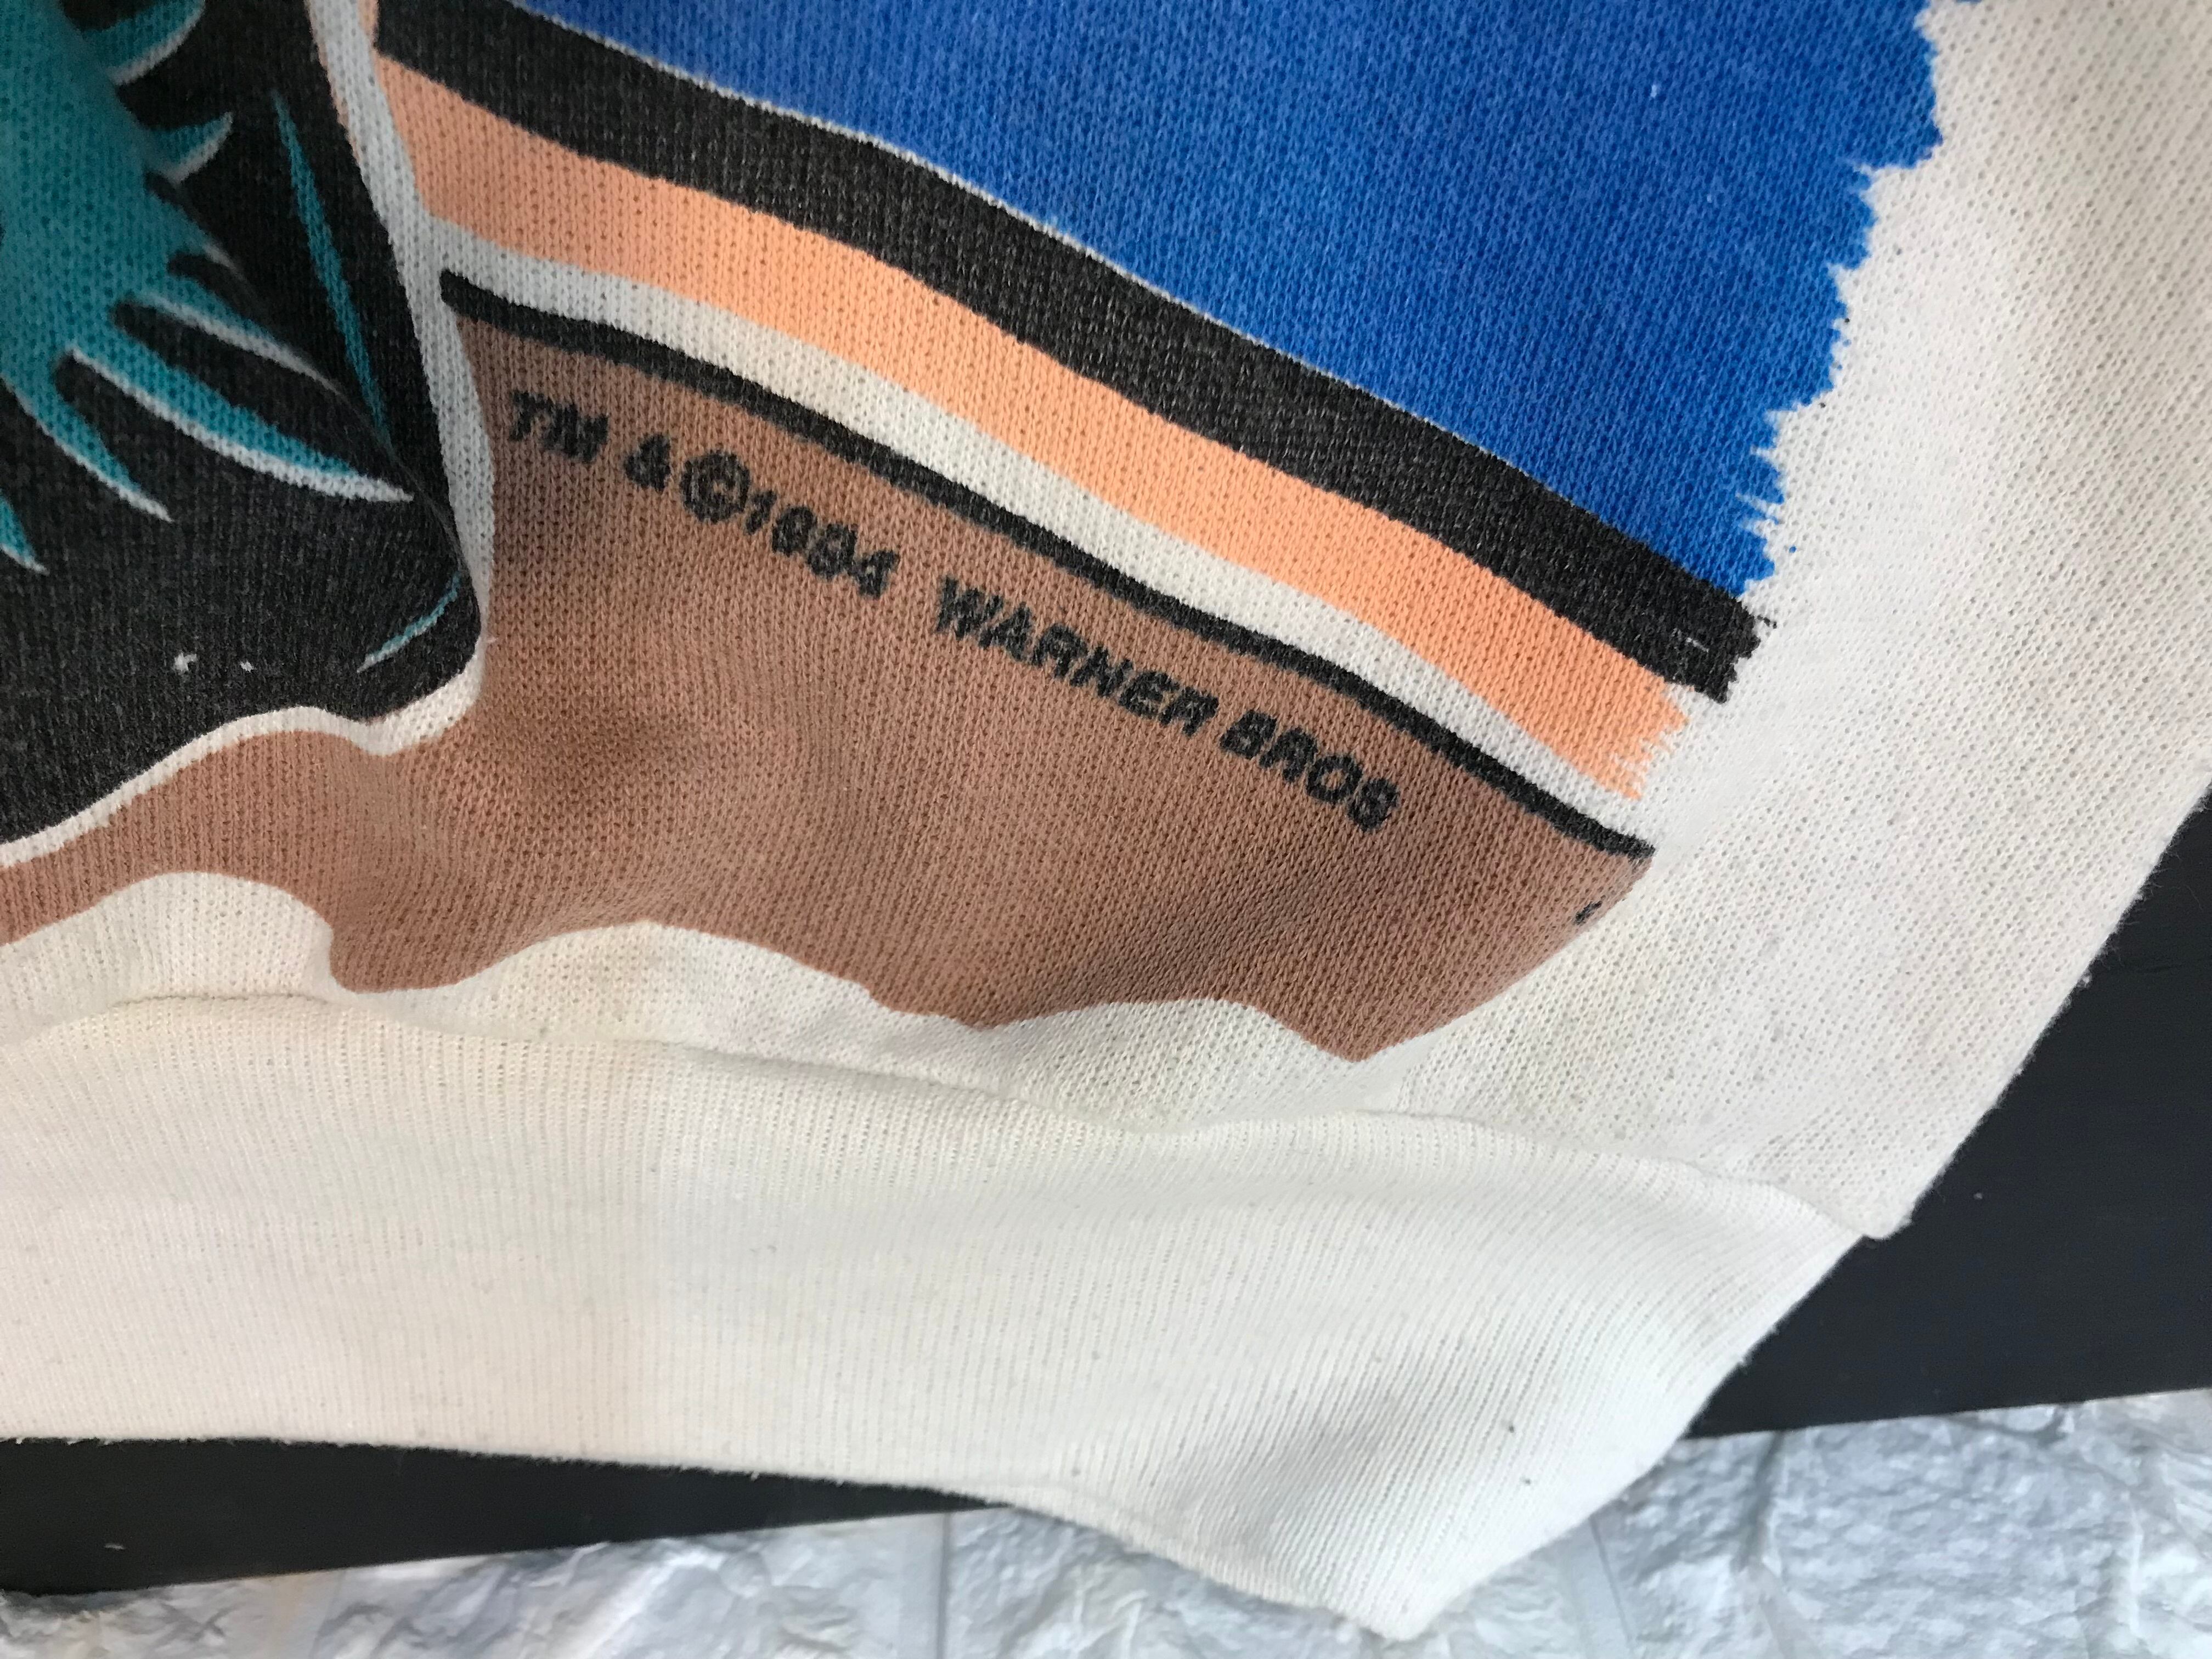 TM & ©1994 WARNER BROS